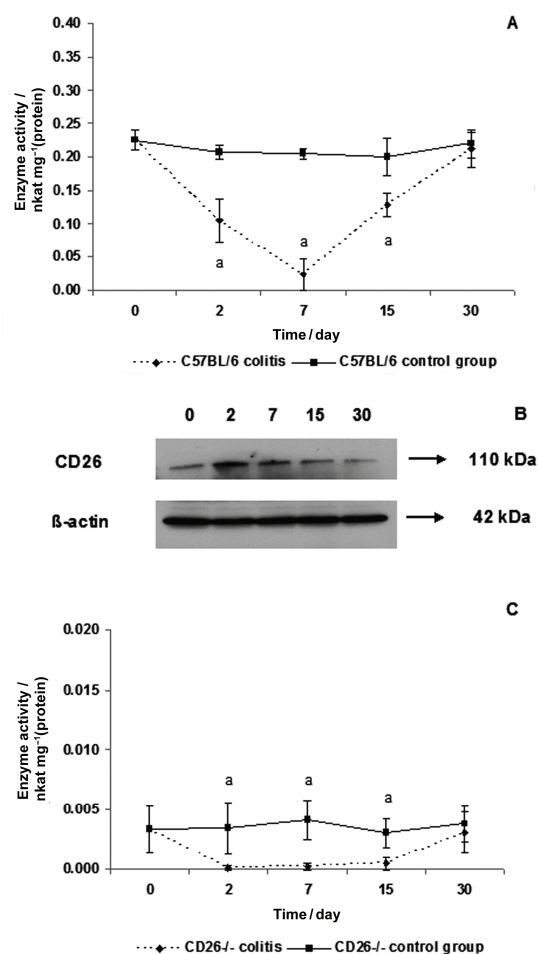 A
Enzyme activity /
nkat mg⁻¹(protein)
0.40
0.35
0.30
0.25
0.20
0.15
0.10
0.05
0.00
a
a
a
0 2 7 15 30
Time / day
C57BL/6 colitis C57BL/6 control group
B
0 2 7 15 30
CD26 110 kDa
ß-actin 42 kDa
C
Enzyme activity /
nkat mg⁻¹(protein)
0.020
0.015
0.010
0.005
0.000
a a a
0 2 7 15 30
Time / day
CD26-/- colitis CD26-/- control group